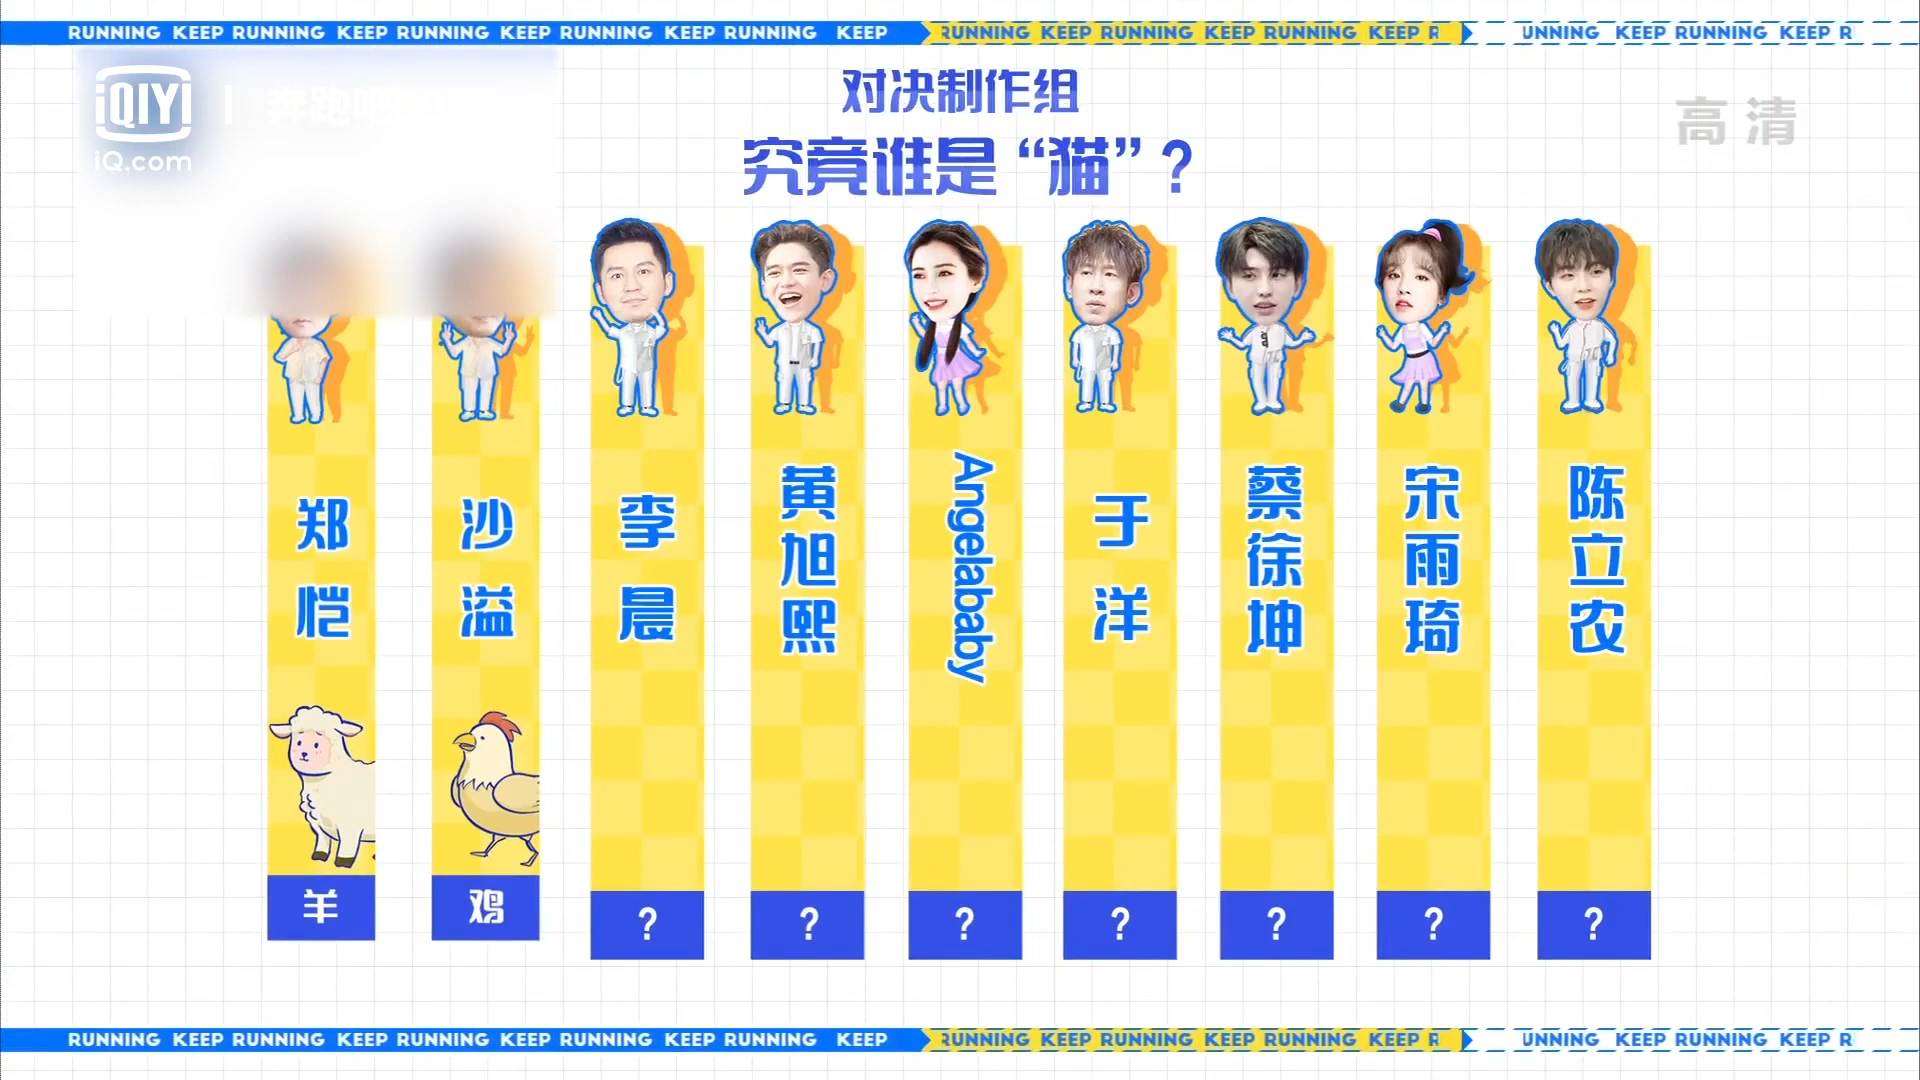 RUNNING KEEP RUNNING KEEP RUNNING KEEP RUNNING KEEP RUNNING KEEP RUNNING KEEP RUNNING KEEP RUNNING KEEP R UNNING KEEP RUNNING KEEP R
iQIYI
iQ.com
奔跑吧
高清
对决制作组
究竟谁是“猫”？
郑恺
沙溢
李晨
黄旭熙
Angelababy
于洋
蔡徐坤
宋雨琦
陈立农
羊
鸡
?
?
?
?
?
?
?
RUNNING KEEP RUNNING KEEP RUNNING KEEP RUNNING KEEP RUNNING KEEP RUNNING KEEP RUNNING KEEP RUNNING KEEP R UNNING KEEP RUNNING KEEP R